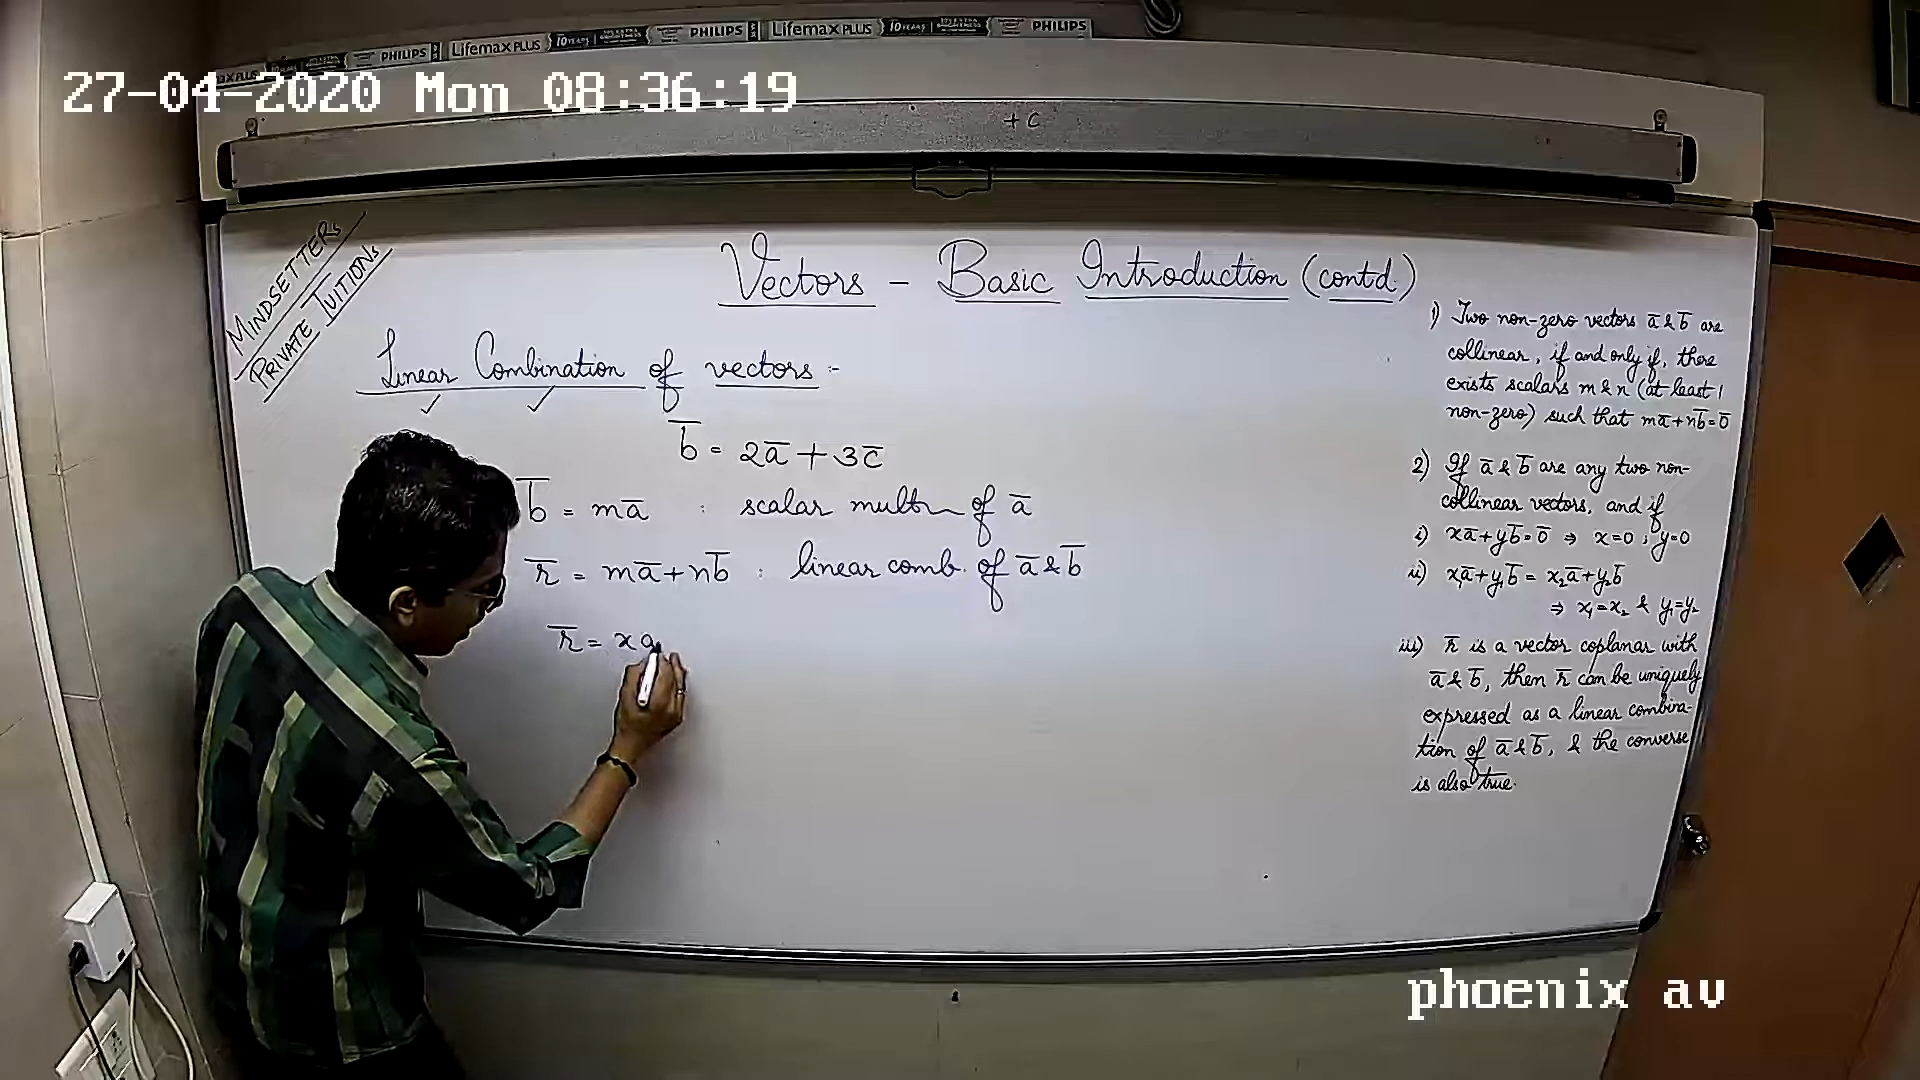 PHILIPS Lifemax PLUS 10 YEARS PHILIPS Lifemax PLUS 10 YEARS PHILIPS
27-04-2020 Mon 08:36:19
+ C
MINDSETTERS
PRIVATE TUITIONS
Vectors - Basic Introduction (contd.)
Linear Combination of vectors :-
b̅ = 2a̅ + 3c̅
b̅ = ma̅ : scalar multn of a̅
r̅ = ma̅ + nb̅ : linear comb. of a̅ & b̅
r̅ = xa
1) Two non-zero vectors a̅ & b̅ are
collinear, if and only if, there
exists scalars m & n (at least 1
non-zero) such that ma̅ + nb̅ = 0̅
2) If a̅ & b̅ are any two non-
collinear vectors, and if
i) xa̅ + yb̅ = 0̅ ⇒ x=0, y=0
ii) x₁a̅ + y₁b̅ = x₂a̅ + y₂b̅
⇒ x₁=x₂ & y₁=y₂
iii) r̅ is a vector coplanar with
a̅ & b̅, then r̅ can be uniquely
expressed as a linear combina-
tion of a̅ & b̅, & the converse
is also true.
phoenix av